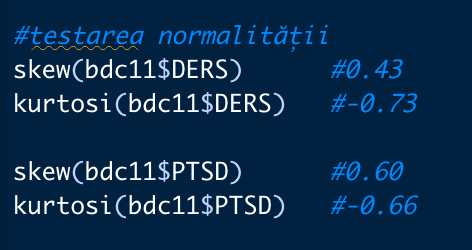 #testarea normalității
skew(bdc11$DERS)      #0.43
kurtosi(bdc11$DERS)   #-0.73
skew(bdc11$PTSD)      #0.60
kurtosi(bdc11$PTSD)   #-0.66